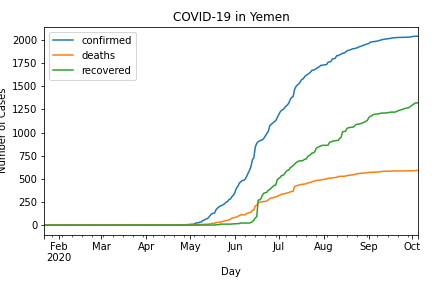 COVID-19 in Yemen
confirmed
deaths
recovered
2000
1750
1500
1250
1000
750
500
250
0
Number of Cases
Feb Mar Apr May Jun Jul Aug Sep Oct
2020
Day